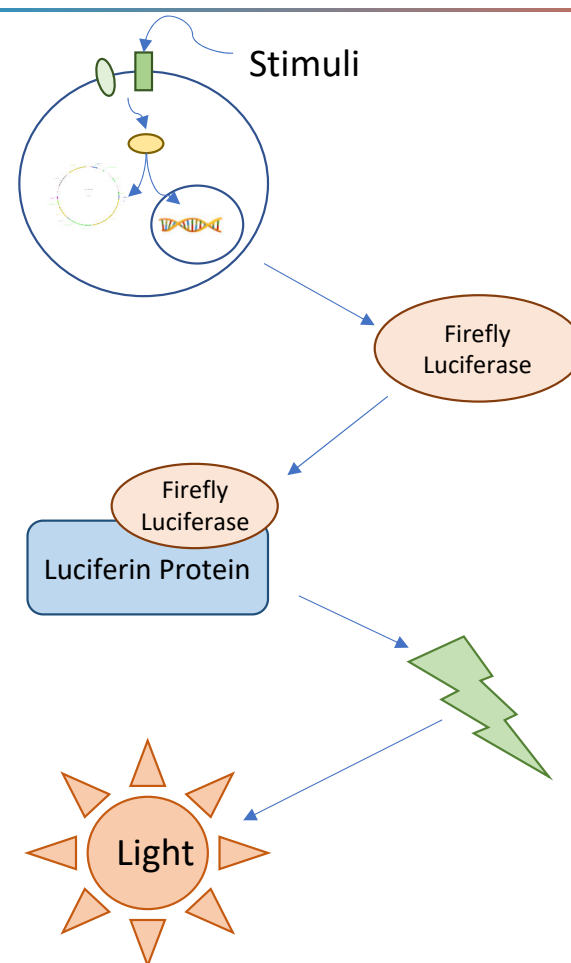 Stimuli
Firefly
Luciferase
Firefly
Luciferase
Luciferin Protein
Light